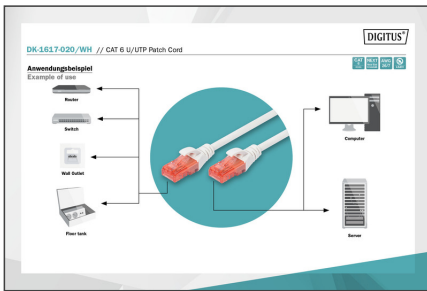 DIGITUS®
DK-1617-020/WH // CAT 6 U/UTP Patch Cord
Anwendungsbeispiel
Example of use
Router
Switch
Wall Outlet
Floor tank
Computer
Server